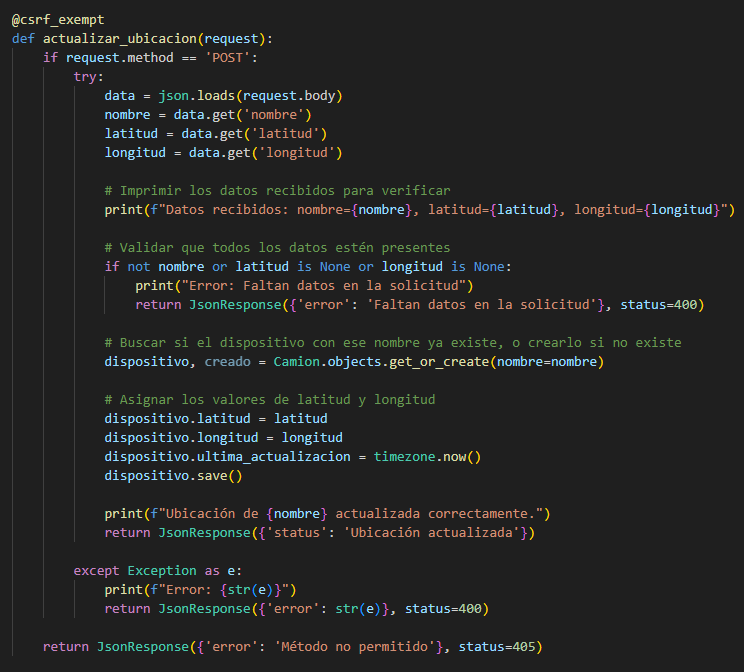 @csrf_exempt
def actualizar_ubicacion(request):
    if request.method == 'POST':
        try:
            data = json.loads(request.body)
            nombre = data.get('nombre')
            latitud = data.get('latitud')
            longitud = data.get('longitud')

            # Imprimir los datos recibidos para verificar
            print(f"Datos recibidos: nombre={nombre}, latitud={latitud}, longitud={longitud}")

            # Validar que todos los datos estén presentes
            if not nombre or latitud is None or longitud is None:
                print("Error: Faltan datos en la solicitud")
                return JsonResponse({'error': 'Faltan datos en la solicitud'}, status=400)

            # Buscar si el dispositivo con ese nombre ya existe, o crearlo si no existe
            dispositivo, creado = Camion.objects.get_or_create(nombre=nombre)

            # Asignar los valores de latitud y longitud
            dispositivo.latitud = latitud
            dispositivo.longitud = longitud
            dispositivo.ultima_actualizacion = timezone.now()
            dispositivo.save()

            print(f"Ubicación de {nombre} actualizada correctamente.")
            return JsonResponse({'status': 'Ubicación actualizada'})

        except Exception as e:
            print(f"Error: {str(e)}")
            return JsonResponse({'error': str(e)}, status=400)

    return JsonResponse({'error': 'Método no permitido'}, status=405)